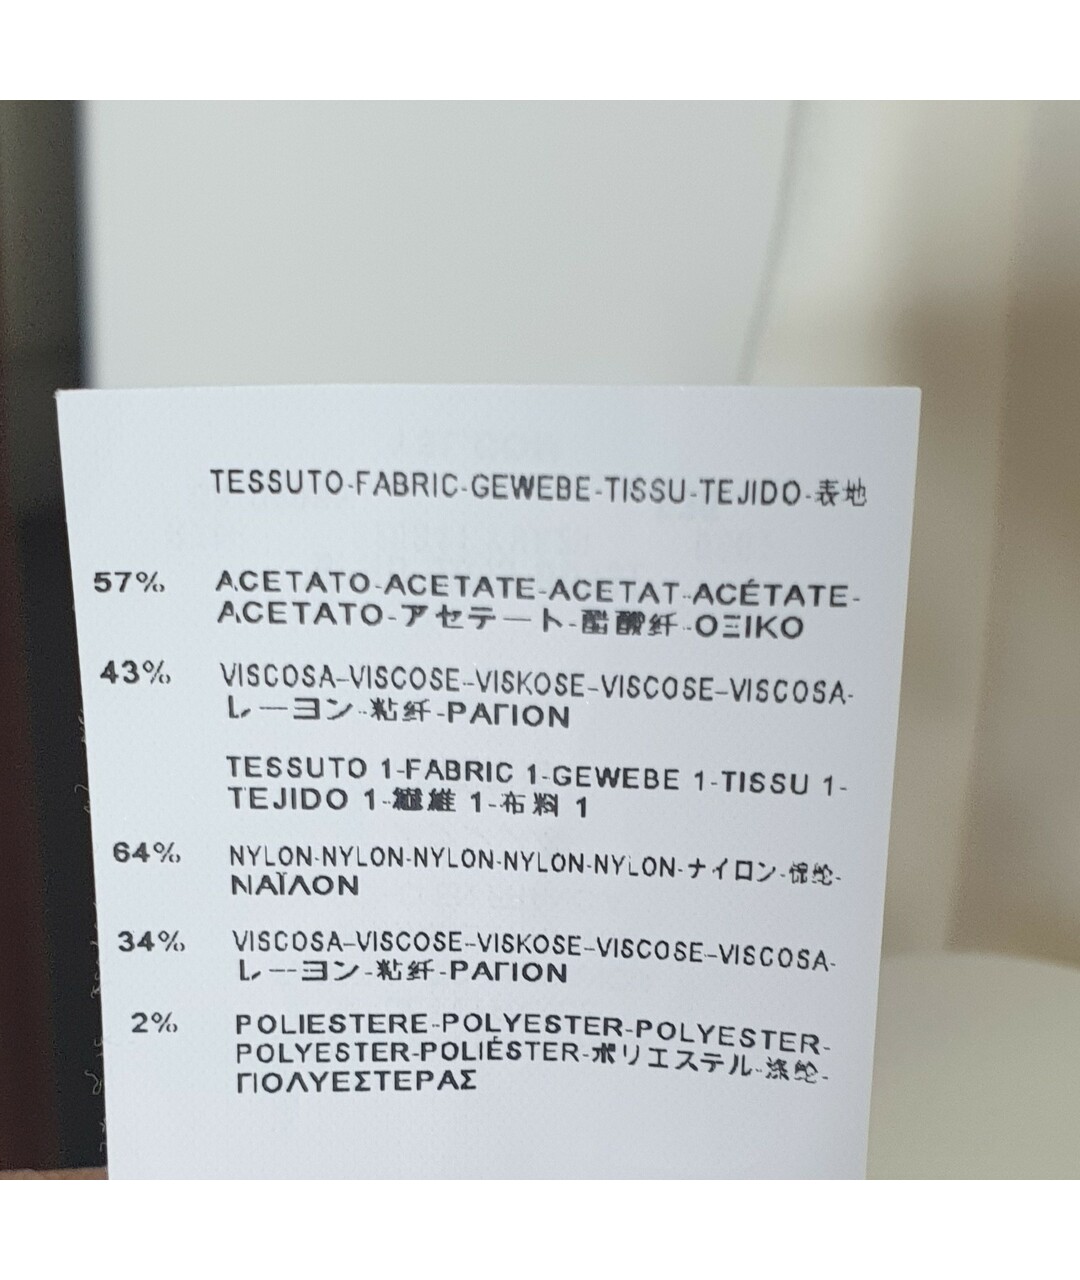 TESSUTO-FABRIC-GEWEBE-TISSU-TEJIDO-表地
57% ACETATO-ACETATE-ACETAT-ACÉTATE-
ACETATO-アセテート-醋酸纤-ΟΞΙΚΟ
43% VISCOSA-VISCOSE-VISKOSE-VISCOSE-VISCOSA-
レーヨン-粘纤-ΡΑΓΙΟΝ
TESSUTO 1-FABRIC 1-GEWEBE 1-TISSU 1-
TEJIDO 1-繊維 1-布料 1
64% NYLON-NYLON-NYLON-NYLON-NYLON-ナイロン-锦纶-
ΝΑΪΛΟΝ
34% VISCOSA-VISCOSE-VISKOSE-VISCOSE-VISCOSA-
レーヨン-粘纤-ΡΑΓΙΟΝ
2% POLIESTERE-POLYESTER-POLYESTER-
POLYESTER-POLIÉSTER-ポリエステル-涤纶-
ΠΟΛΥΕΣΤΕΡΑΣ